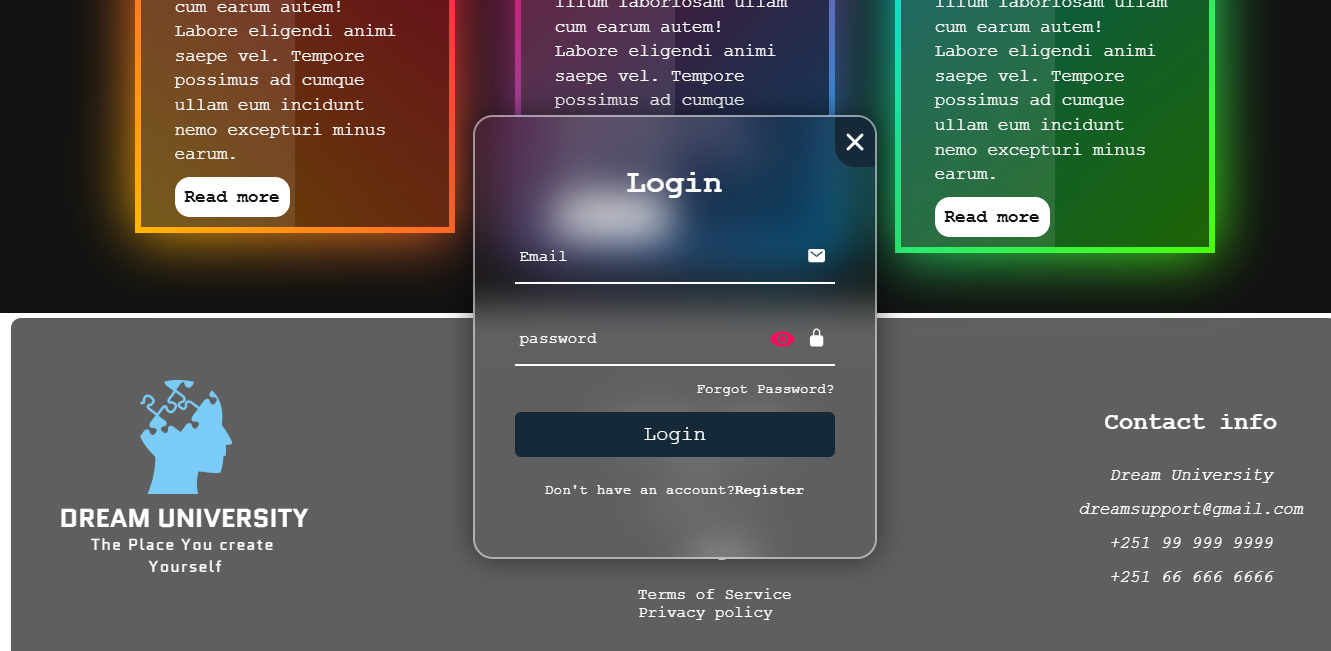 cum earum autem!
Labore eligendi animi
saepe vel. Tempore
possimus ad cumque
ullam eum incidunt
nemo excepturi minus
earum.
Read more
illum laboriosam ullam
cum earum autem!
Labore eligendi animi
saepe vel. Tempore
possimus ad cumque
illum laboriosam ullam
cum earum autem!
Labore eligendi animi
saepe vel. Tempore
possimus ad cumque
ullam eum incidunt
nemo excepturi minus
earum.
Read more
Login
Email
password
Forgot Password?
Login
Don't have an account?Register
DREAM UNIVERSITY
The Place You create
Yourself
Terms of Service
Privacy policy
Contact info
Dream University
dreamsupport@gmail.com
+251 99 999 9999
+251 66 666 6666